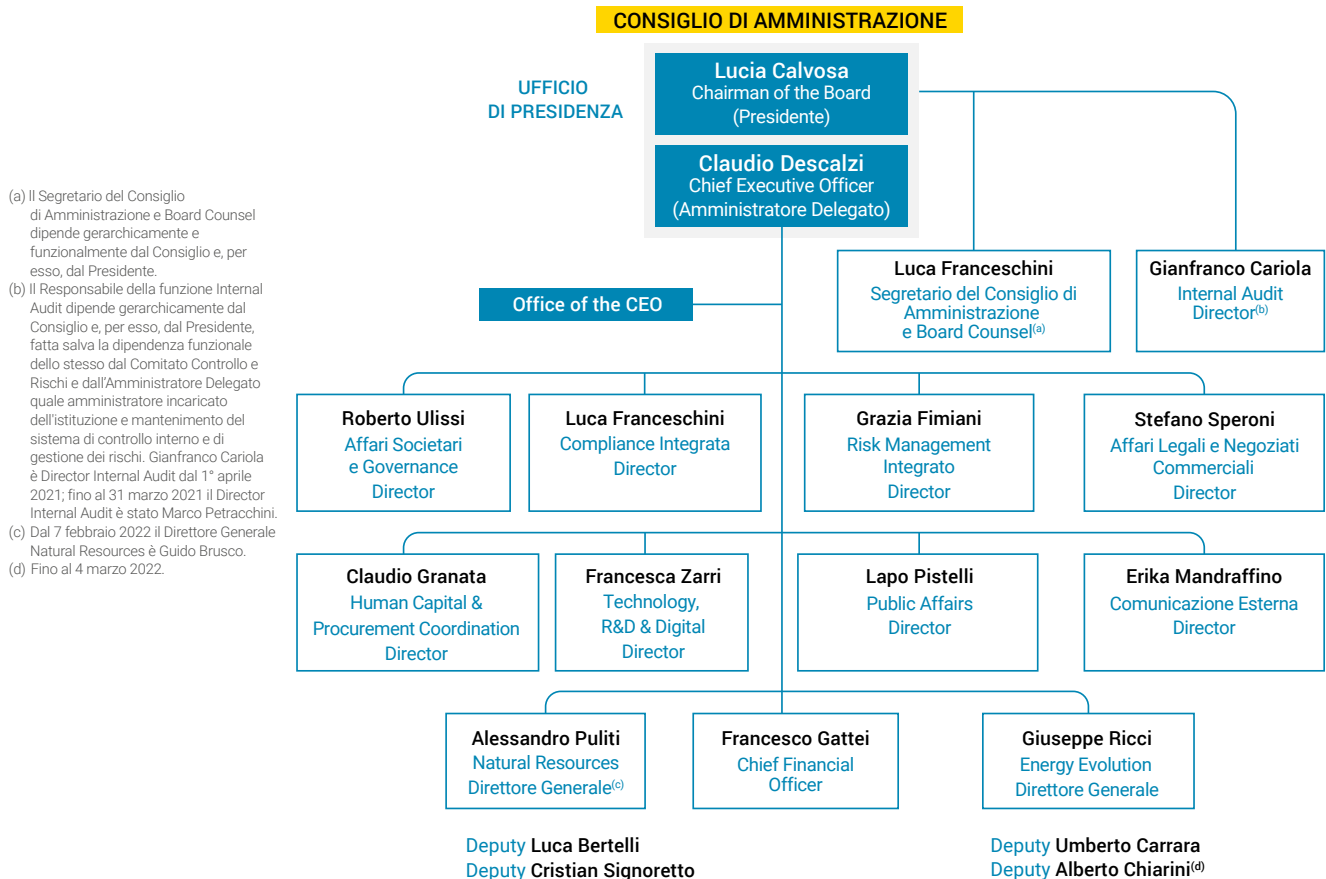 CONSIGLIO DI AMMINISTRAZIONE
UFFICIO
DI PRESIDENZA
Lucia Calvosa
Chairman of the Board
(Presidente)
Claudio Descalzi
Chief Executive Officer
(Amministratore Delegato)
(a) Il Segretario del Consiglio
di Amministrazione e Board Counsel
dipende gerarchicamente e
funzionalmente dal Consiglio e, per
esso, dal Presidente.
(b) Il Responsabile della funzione Internal
Audit dipende gerarchicamente dal
Consiglio e, per esso, dal Presidente,
fatta salva la dipendenza funzionale
dello stesso dal Comitato Controllo e
Rischi e dall'Amministratore Delegato
quale amministratore incaricato
dell'istituzione e mantenimento del
sistema di controllo interno e di
gestione dei rischi. Gianfranco Cariola
è Director Internal Audit dal 1° aprile
2021; fino al 31 marzo 2021 il Director
Internal Audit è stato Marco Petracchini.
(c) Dal 7 febbraio 2022 il Direttore Generale
Natural Resources è Guido Brusco.
(d) Fino al 4 marzo 2022.
Office of the CEO
Luca Franceschini
Segretario del Consiglio di
Amministrazione
e Board Counsel(a)
Gianfranco Cariola
Internal Audit
Director(b)
Roberto Ulissi
Affari Societari
e Governance
Director
Luca Franceschini
Compliance Integrata
Director
Grazia Fimiani
Risk Management
Integrato
Director
Stefano Speroni
Affari Legali e Negoziati
Commerciali
Director
Claudio Granata
Human Capital &
Procurement Coordination
Director
Francesca Zarri
Technology,
R&D & Digital
Director
Lapo Pistelli
Public Affairs
Director
Erika Mandraffino
Comunicazione Esterna
Director
Alessandro Puliti
Natural Resources
Direttore Generale(c)
Francesco Gattei
Chief Financial
Officer
Giuseppe Ricci
Energy Evolution
Direttore Generale
Deputy Luca Bertelli
Deputy Cristian Signoretto
Deputy Umberto Carrara
Deputy Alberto Chiarini(d)